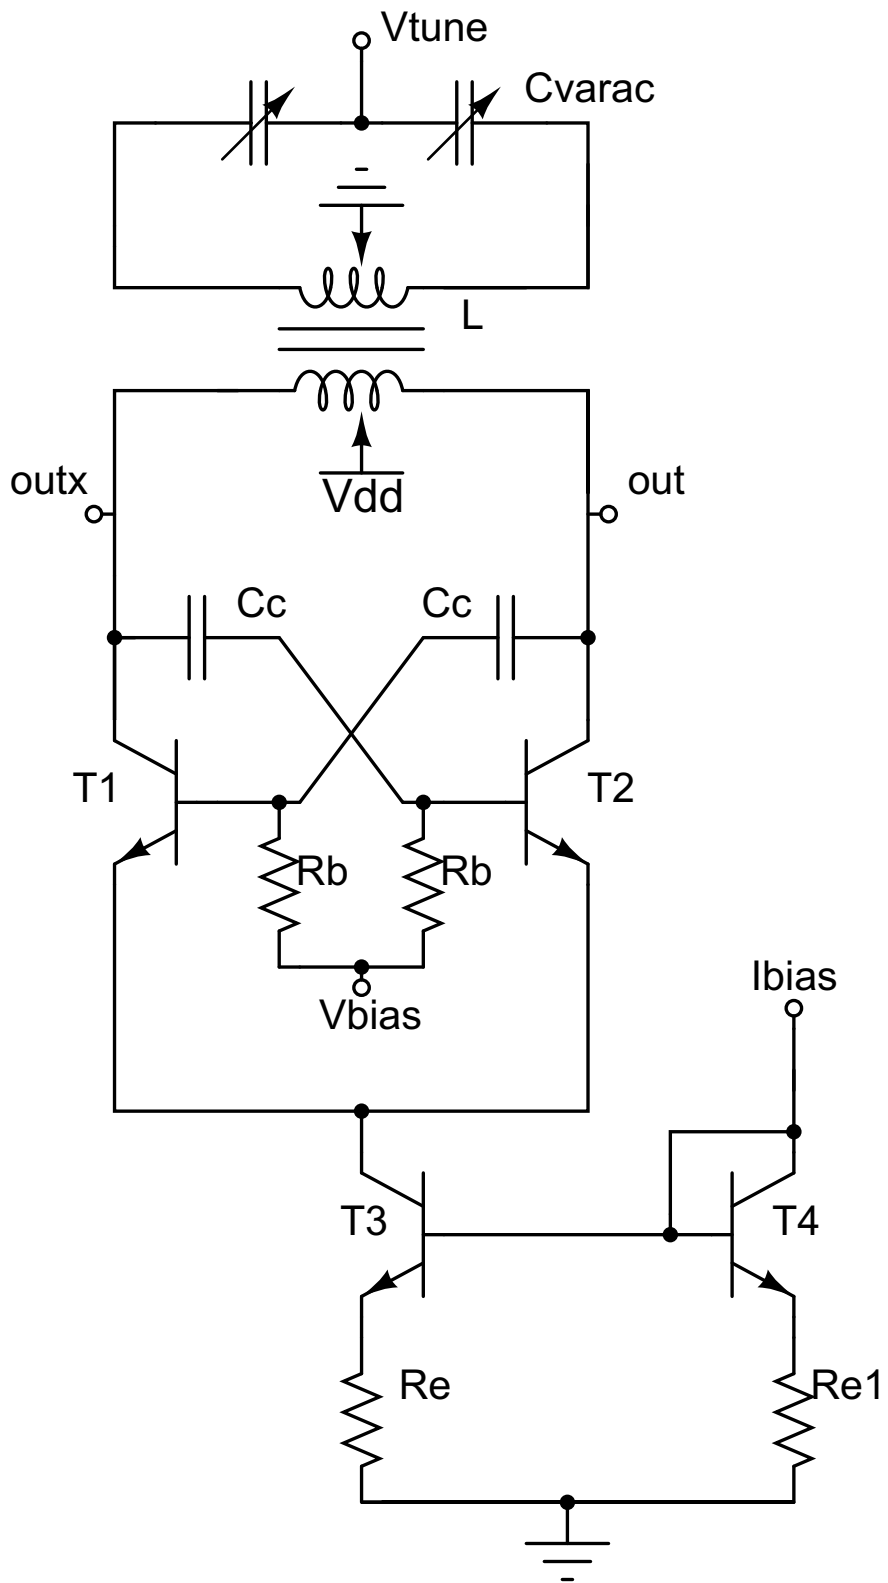 Vtune
Cvarac
L
outx
out
Vdd
Cc
Cc
T1
T2
Rb
Rb
Vbias
Ibias
T3
T4
Re
Re1